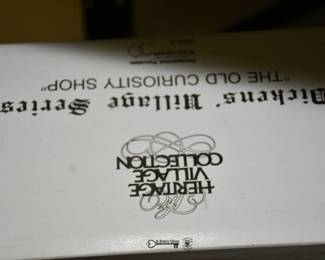 The
HERITAGE
VILLAGE
COLLECTION
Dickens' Village Series
"THE OLD CURIOSITY SHOP"